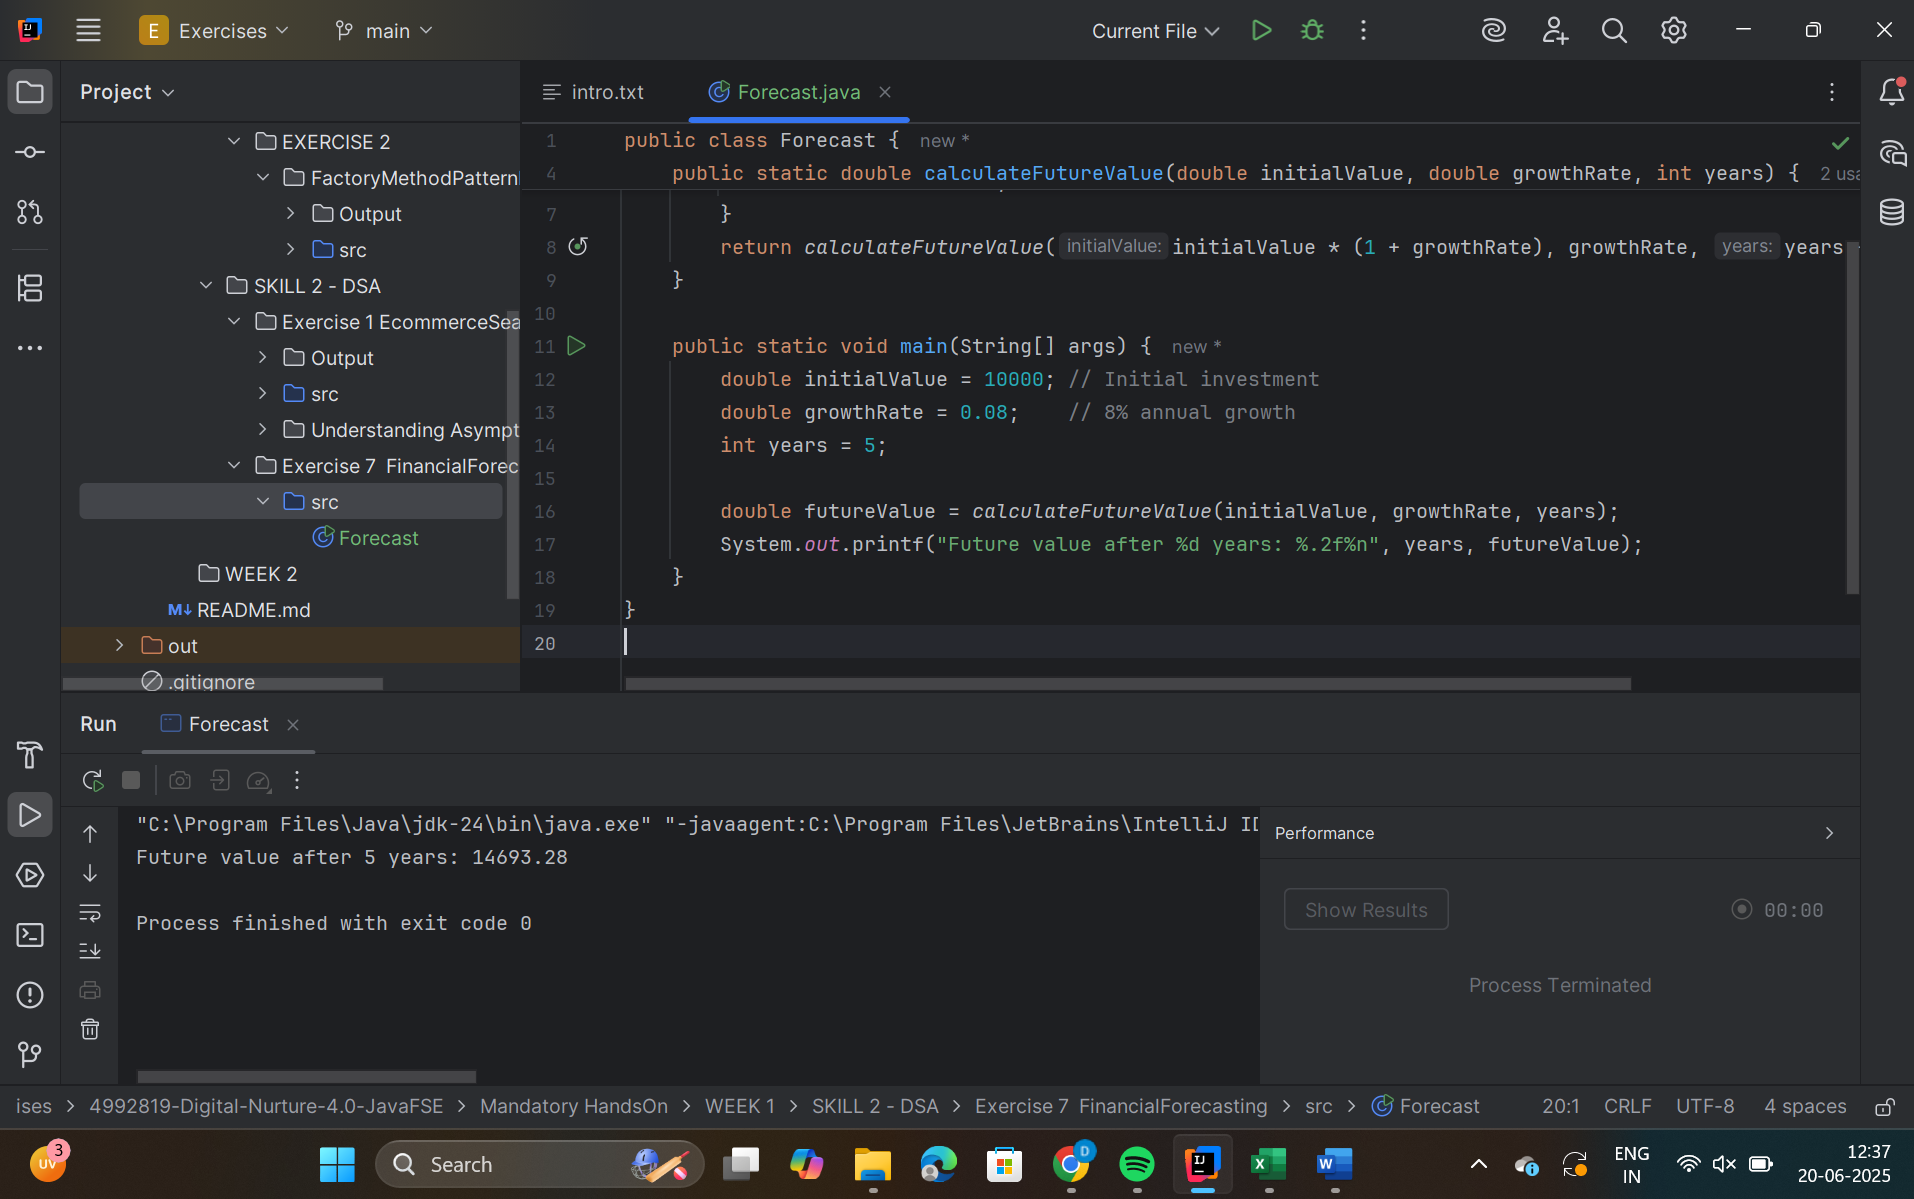 E Exercises main Current File
Project
intro.txt Forecast.java
EXERCISE 2
FactoryMethodPattern
Output
src
SKILL 2 - DSA
Exercise 1 EcommerceSea
Output
src
Understanding Asympt
Exercise 7 FinancialForec
src
Forecast
WEEK 2
README.md
out
.gitignore
1 public class Forecast { new *
4 public static double calculateFutureValue(double initialValue, double growthRate, int years) { 2 usa
7 }
8 return calculateFutureValue( initialValue: initialValue * (1 + growthRate), growthRate, years: years
9 }
10
11 public static void main(String[] args) { new *
12 double initialValue = 10000; // Initial investment
13 double growthRate = 0.08; // 8% annual growth
14 int years = 5;
15
16 double futureValue = calculateFutureValue(initialValue, growthRate, years);
17 System.out.printf("Future value after %d years: %.2f%n", years, futureValue);
18 }
19 }
20
Run Forecast
"C:\Program Files\Java\jdk-24\bin\java.exe" "-javaagent:C:\Program Files\JetBrains\IntelliJ ID
Future value after 5 years: 14693.28
Process finished with exit code 0
Performance
Show Results 00:00
Process Terminated
ises > 4992819-Digital-Nurture-4.0-JavaFSE > Mandatory HandsOn > WEEK 1 > SKILL 2 - DSA > Exercise 7 FinancialForecasting > src > Forecast 20:1 CRLF UTF-8 4 spaces
UV 3
Search
D
ENG
IN
12:37
20-06-2025